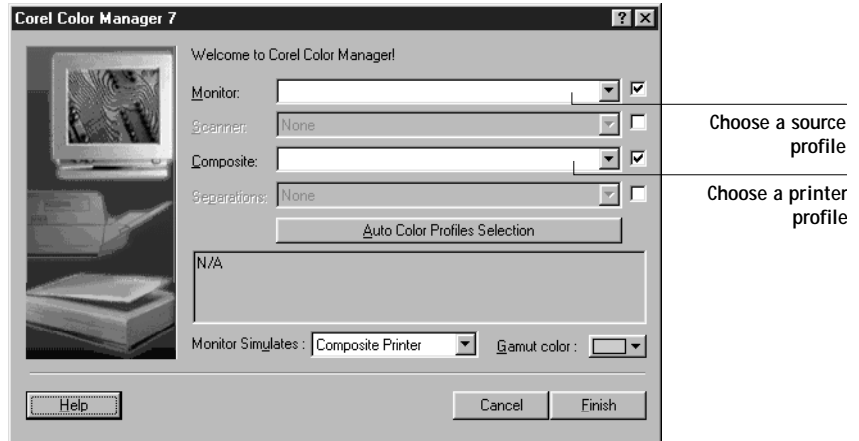 Corel Color Manager 7
Welcome to Corel Color Manager!
Monitor:
Scanner: None
Composite:
Separations: None
Auto Color Profiles Selection
N/A
Monitor Simulates : Composite Printer Gamut color :
Help Cancel Finish
Choose a source
profile
Choose a printer
profile